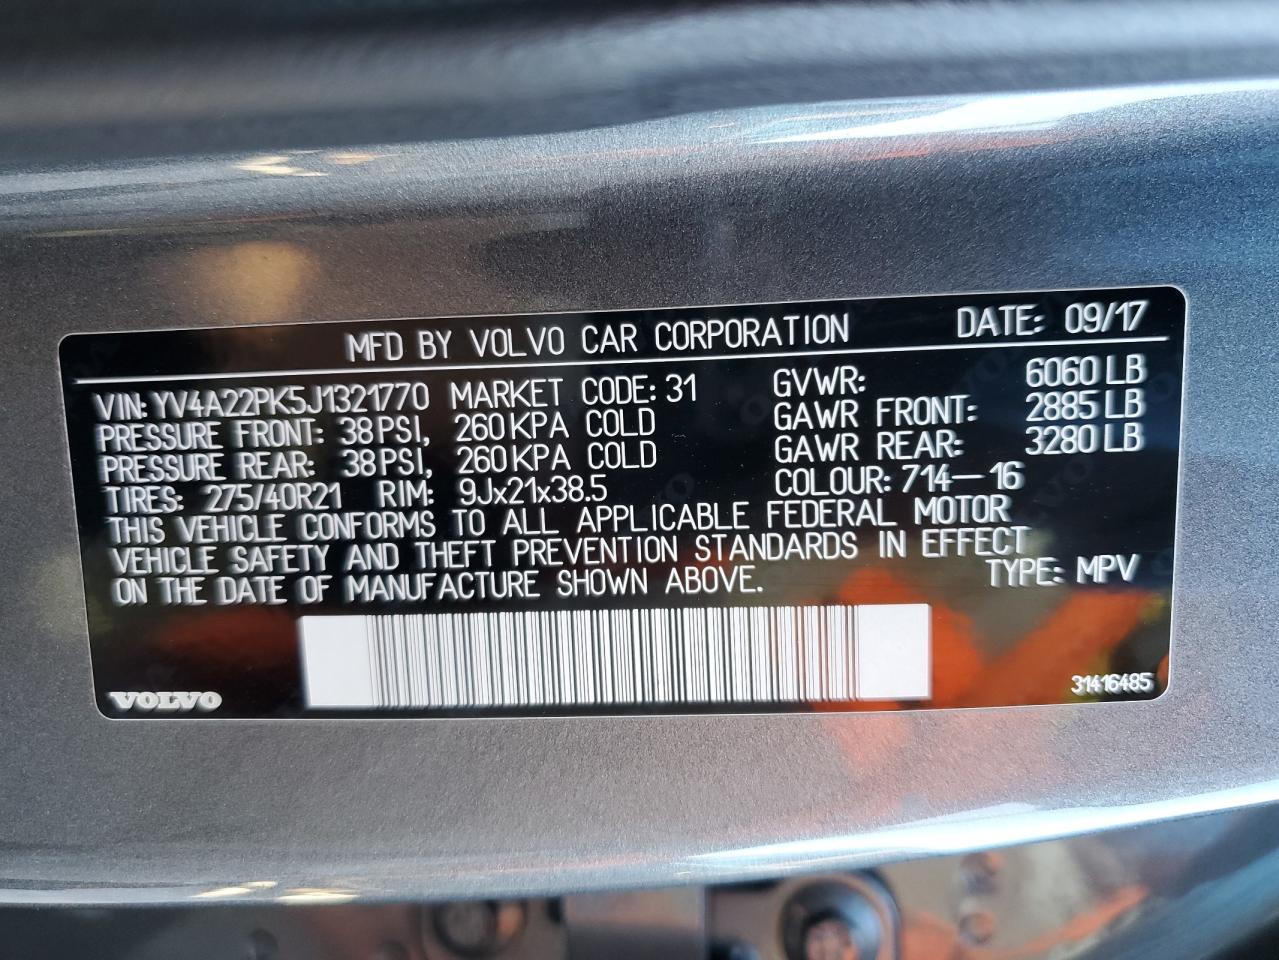 MFD BY VOLVO CAR CORPORATION DATE: 09/17
VIN: YV4A22PK5J1321770 MARKET CODE: 31 GVWR: 6060 LB
PRESSURE FRONT: 38 PSI, 260 KPA COLD GAWR FRONT: 2885 LB
PRESSURE REAR: 38 PSI, 260 KPA COLD GAWR REAR: 3280 LB
TIRES: 275/40R21 RIM: 9Jx21x38.5 COLOUR: 714-16
THIS VEHICLE CONFORMS TO ALL APPLICABLE FEDERAL MOTOR
VEHICLE SAFETY AND THEFT PREVENTION STANDARDS IN EFFECT
ON THE DATE OF MANUFACTURE SHOWN ABOVE. TYPE: MPV
VOLVO 31416485